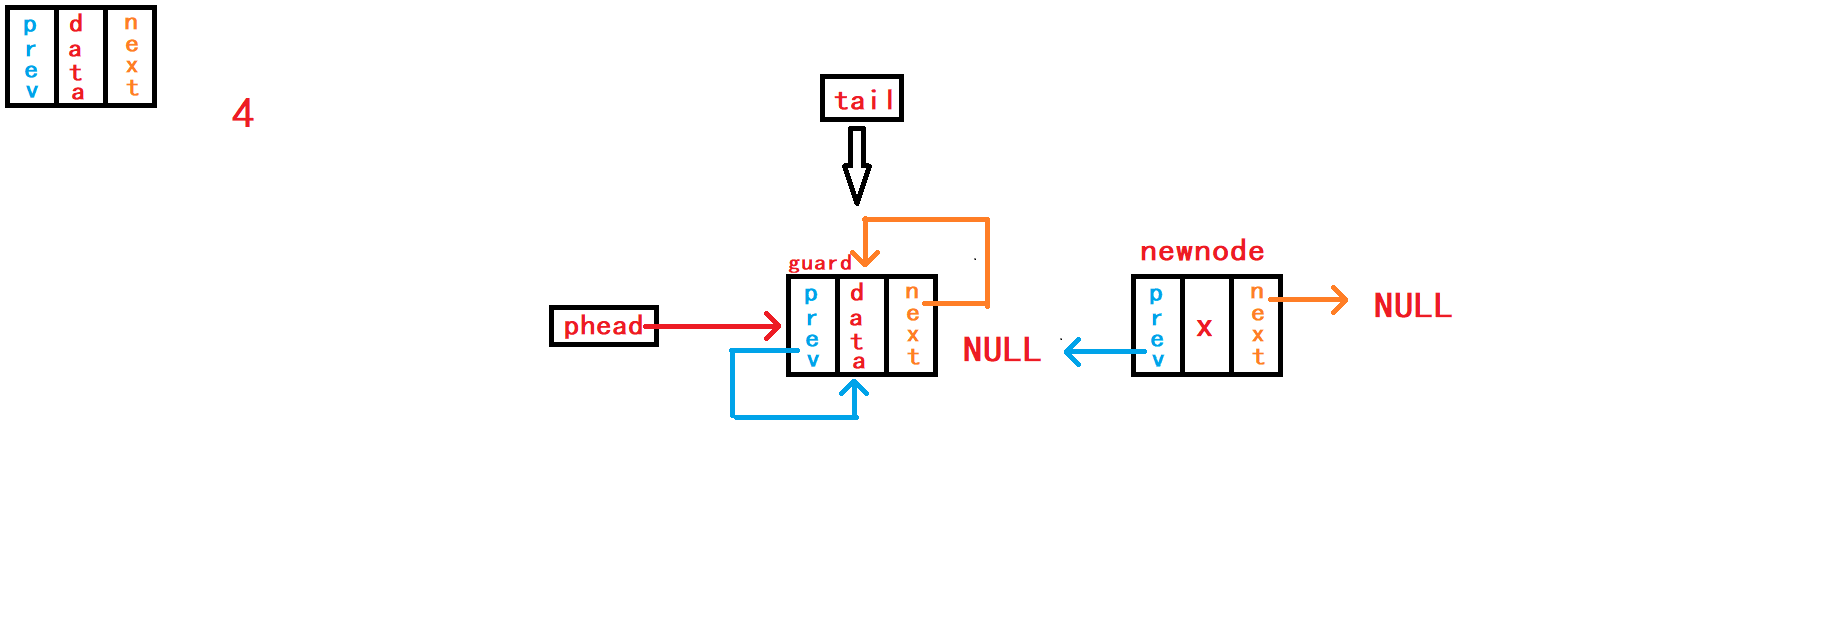 prev data next
4
tail
newnode
guard
phead
prev data next
NULL
prev x next
NULL